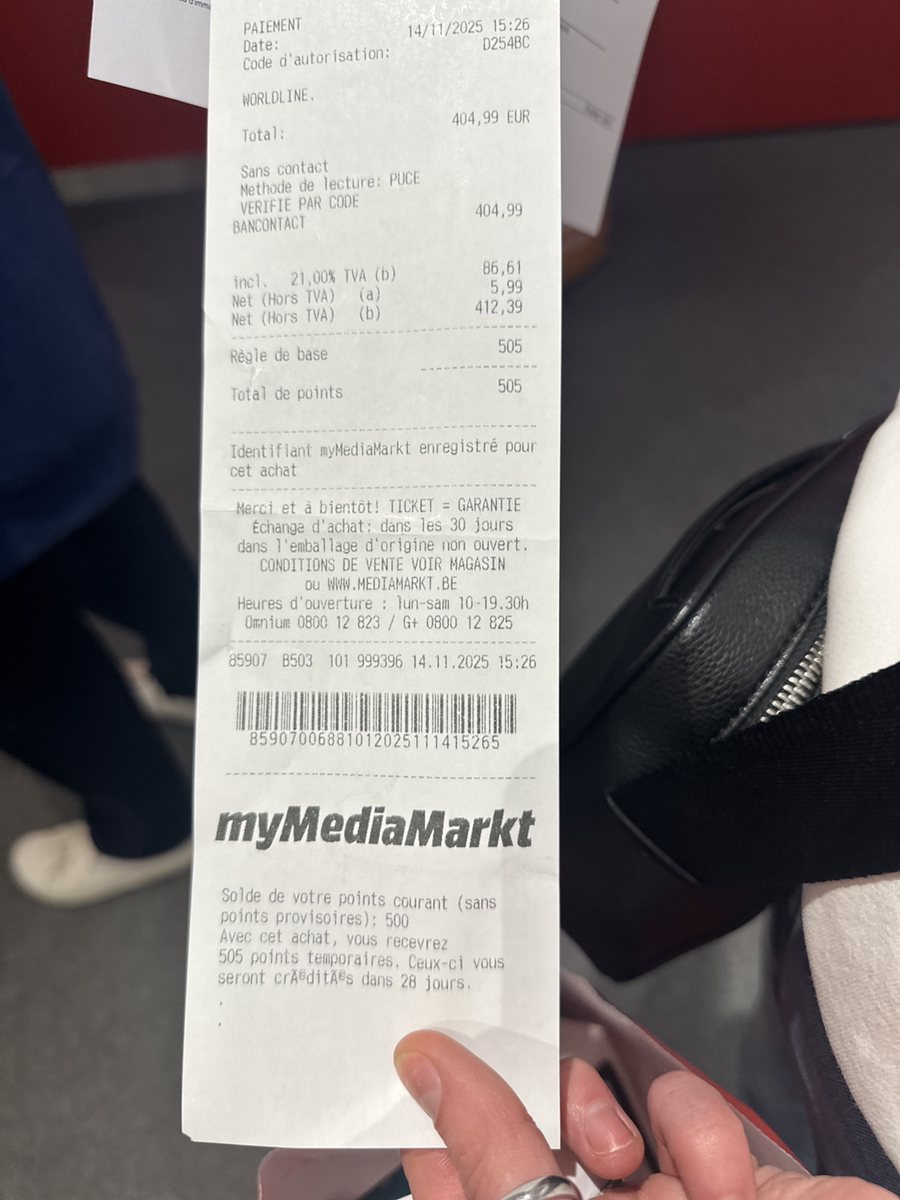 PAIEMENT
Date: 14/11/2025 15:26
Code d'autorisation: D254BC
WORLDLINE.
Total: 404,99 EUR
Sans contact
Methode de lecture: PUCE
VERIFIE PAR CODE
BANCONTACT 404,99
incl. 21,00% TVA (b) 86,61
Net (Hors TVA) (a) 5,99
Net (Hors TVA) (b) 412,39
Règle de base 505
Total de points 505
Identifiant myMediaMarkt enregistré pour
cet achat
Merci et à bientôt! TICKET = GARANTIE
Échange d'achat: dans les 30 jours
dans l'emballage d'origine non ouvert.
CONDITIONS DE VENTE VOIR MAGASIN
ou WWW.MEDIAMARKT.BE
Heures d'ouverture : lun-sam 10-19.30h
Omnium 0800 12 823 / G+ 0800 12 825
85907 B503 101 999396 14.11.2025 15:26
85907006881012025111415265
myMediaMarkt
Solde de votre points courant (sans
points provisoires): 500
Avec cet achat, vous recevrez
505 points temporaires. Ceux-ci vous
seront crÃ©ditÃ©s dans 28 jours.